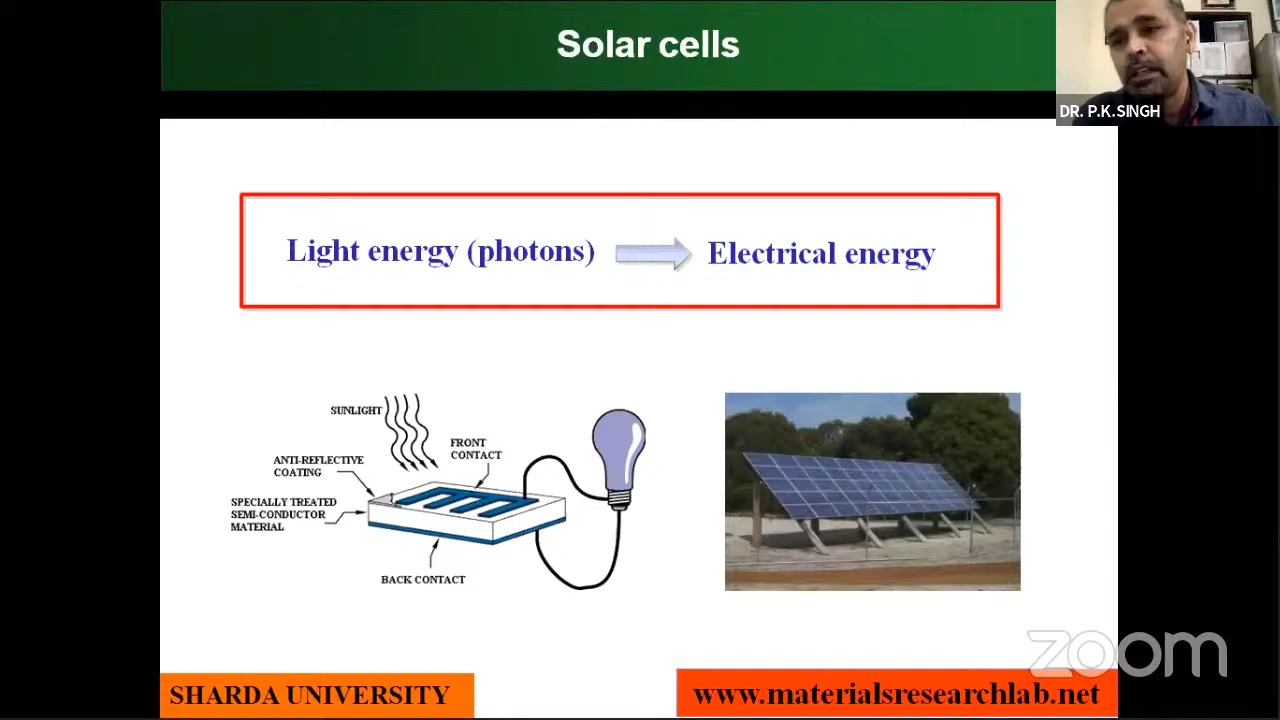 Solar cells
DR. P.K.SINGH
Light energy (photons)
Electrical energy
SUNLIGHT
FRONT
CONTACT
ANTI-REFLECTIVE
COATING
SPECIALLY TREATED
SEMI-CONDUCTOR
MATERIAL
BACK CONTACT
zoom
SHARDA UNIVERSITY
www.materialsresearchlab.net